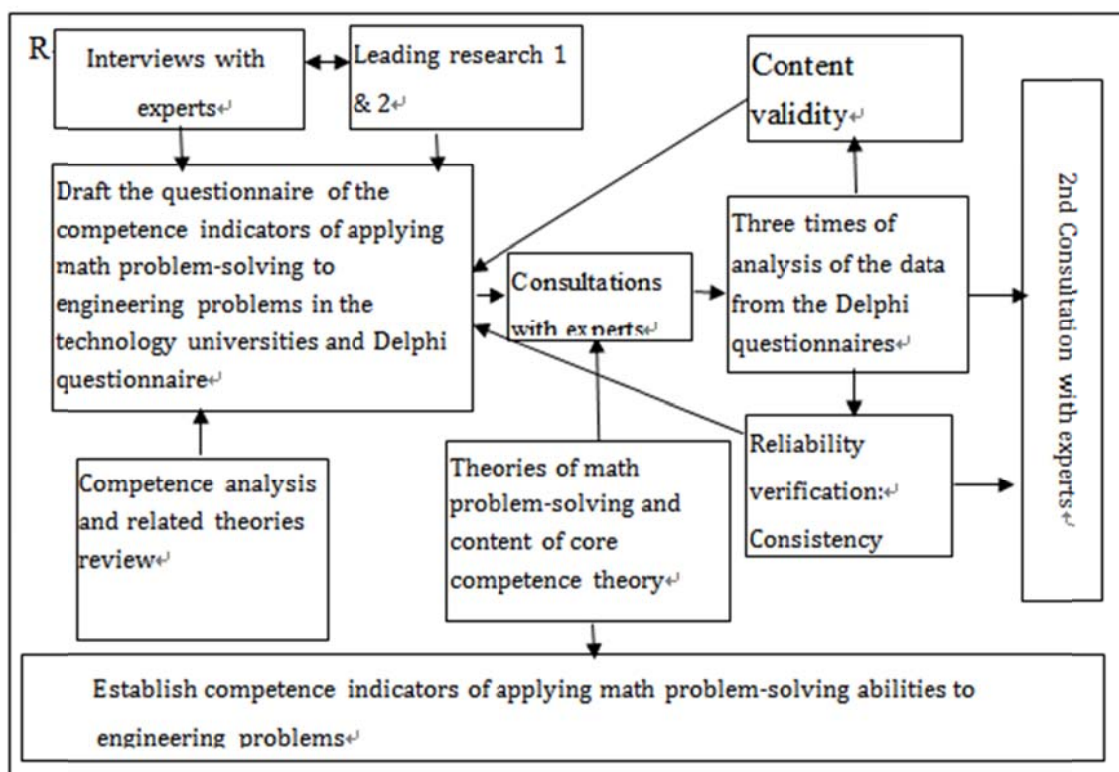 R
Interviews with
experts↵
Leading research 1
& 2↵
Content
validity↵
Draft the questionnaire of the
competence indicators of applying
math problem-solving to
engineering problems in the
technology universities and Delphi
questionnaire↵
Consultations
with experts↵
Three times of
analysis of the data
from the Delphi
questionnaires↵
2nd Consultation with experts↵
Competence analysis
and related theories
review↵
Theories of math
problem-solving and
content of core
competence theory↵
Reliability
verification:↵
Consistency
Establish competence indicators of applying math problem-solving abilities to
engineering problems↵